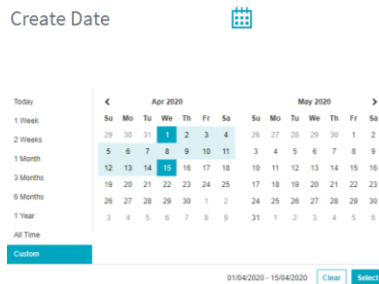 Create Date
Today
1 Week
2 Weeks
1 Month
3 Months
6 Months
1 Year
All Time
Custom
Apr 2020
Su Mo Tu We Th Fr Sa
29 30 31 1 2 3 4
5 6 7 8 9 10 11
12 13 14 15 16 17 18
19 20 21 22 23 24 25
26 27 28 29 30 1 2
3 4 5 6 7 8 9
May 2020
Su Mo Tu We Th Fr Sa
26 27 28 29 30 1 2
3 4 5 6 7 8 9
10 11 12 13 14 15 16
17 18 19 20 21 22 23
24 25 26 27 28 29 30
31 1 2 3 4 5 6
01/04/2020 - 15/04/2020 Clear Select